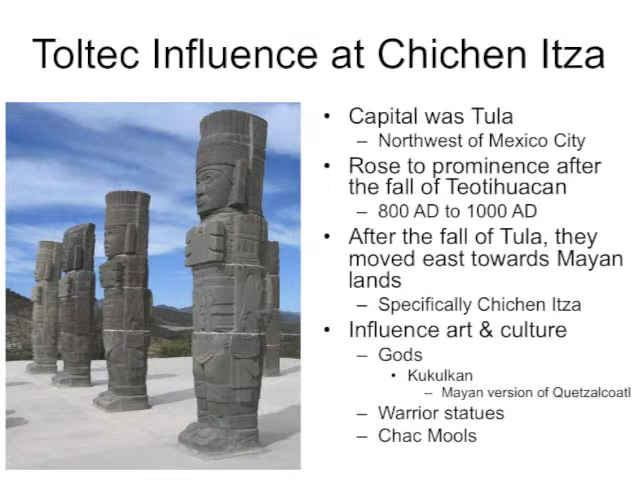 Toltec Influence at Chichen Itza
• Capital was Tula
– Northwest of Mexico City
• Rose to prominence after
the fall of Teotihuacan
– 800 AD to 1000 AD
• After the fall of Tula, they
moved east towards Mayan
lands
– Specifically Chichen Itza
• Influence art & culture
– Gods
• Kukulkan
– Mayan version of Quetzalcoatl
– Warrior statues
– Chac Mools